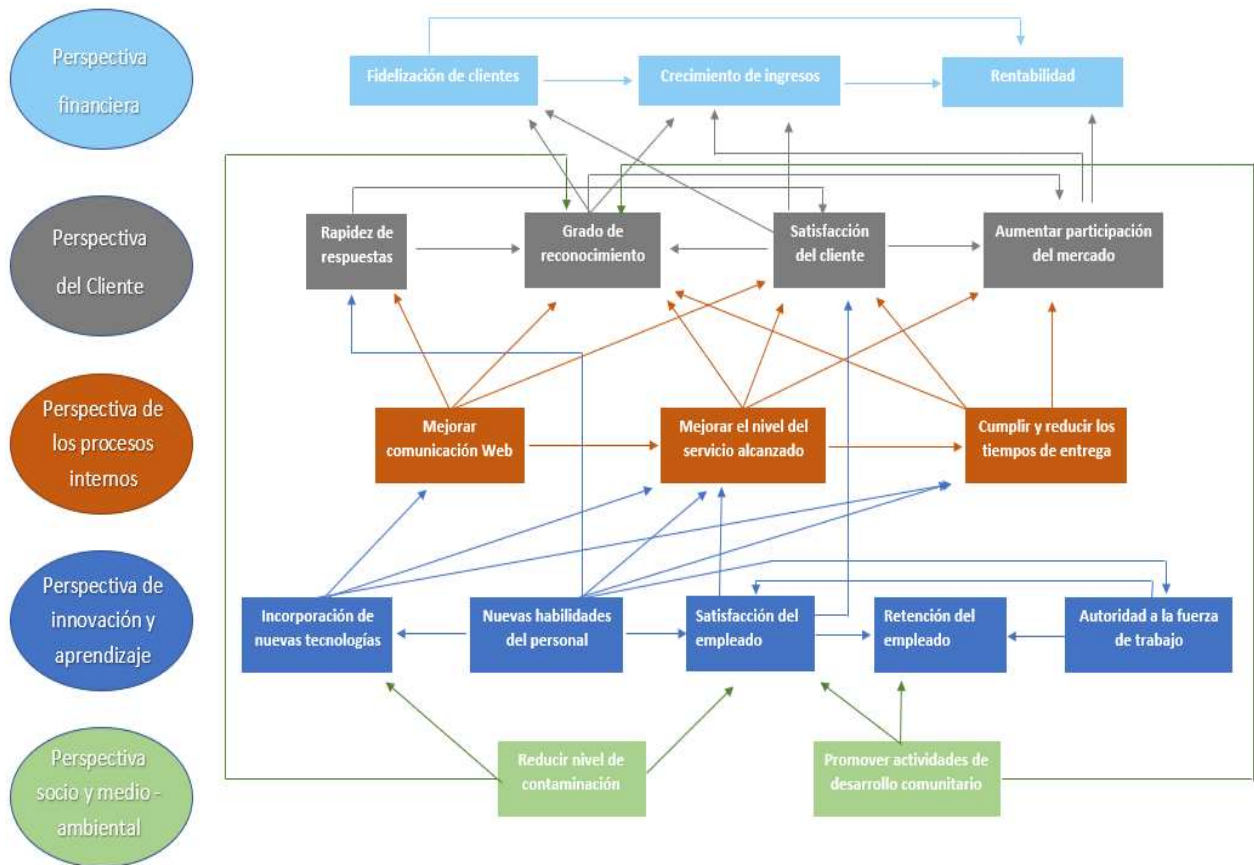 Perspectiva
financiera
Fidelización de clientes
Crecimiento de ingresos
Rentabilidad
Perspectiva
del Cliente
Rapidez de
respuestas
Grado de
reconocimiento
Satisfacción
del cliente
Aumentar participación
del mercado
Perspectiva de
los procesos
internos
Mejorar
comunicación Web
Mejorar el nivel del
servicio alcanzado
Cumplir y reducir los
tiempos de entrega
Perspectiva de
innovación y
aprendizaje
Incorporación de
nuevas tecnologías
Nuevas habilidades
del personal
Satisfacción del
empleado
Retención del
empleado
Autoridad a la fuerza
de trabajo
Perspectiva
socio y medio -
ambiental
Reducir nivel de
contaminación
Promover actividades de
desarrollo comunitario